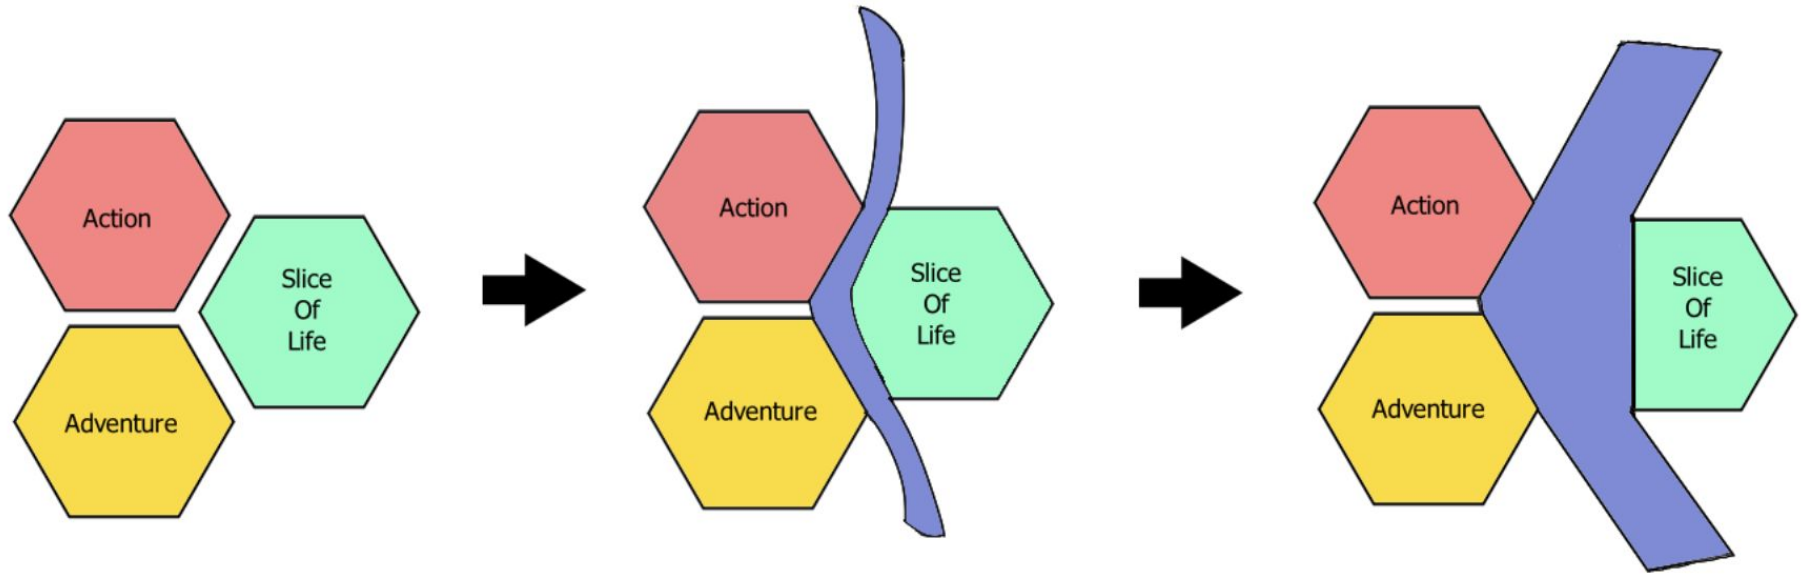 Action
Slice
Of
Life
Adventure
Action
Slice
Of
Life
Adventure
Action
Slice
Of
Life
Adventure